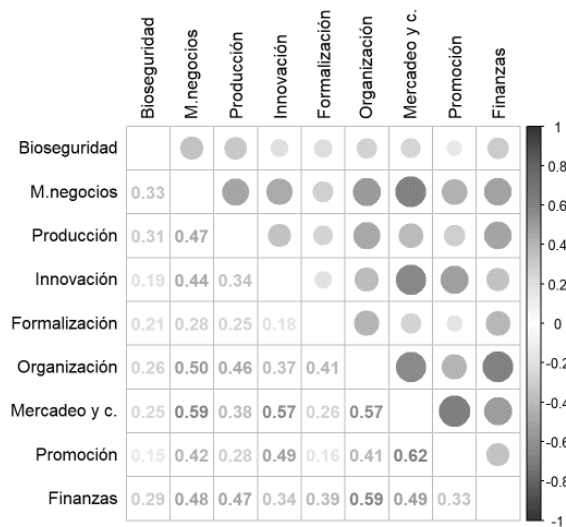 Bioseguridad
M.negocios
Producción
Innovación
Formalización
Organización
Mercadeo y c.
Promoción
Finanzas
Bioseguridad
M.negocios 0.33
Producción 0.31 0.47
Innovación 0.19 0.44 0.34
Formalización 0.21 0.28 0.25 0.18
Organización 0.26 0.50 0.46 0.37 0.41
Mercadeo y c. 0.25 0.59 0.38 0.57 0.26 0.57
Promoción 0.15 0.42 0.28 0.49 0.16 0.41 0.62
Finanzas 0.29 0.48 0.47 0.34 0.39 0.59 0.49 0.33
1
0.8
0.6
0.4
0.2
0
-0.2
-0.4
-0.6
-0.8
-1